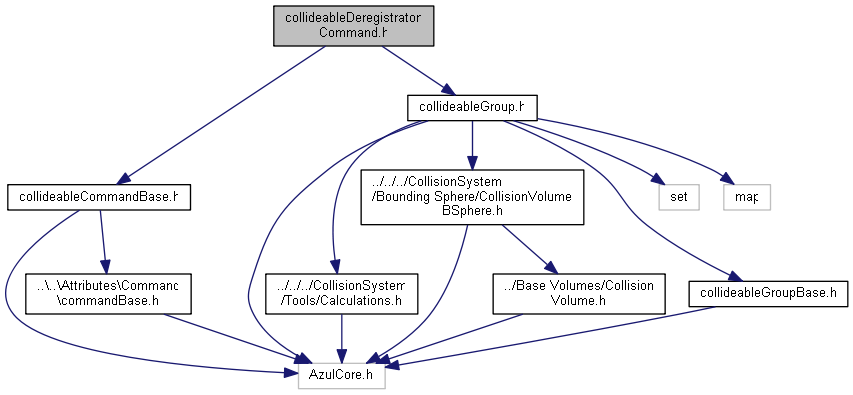 collideableDeregistrator
Command.h
collideableGroup.h
../../../CollisionSystem
/Bounding Sphere/CollisionVolume
BSphere.h
set
map
collideableCommandBase.h
..\..\Attributes\Command
\commandBase.h
../../../CollisionSystem
/Tools/Calculations.h
../Base Volumes/Collision
Volume.h
collideableGroupBase.h
AzulCore.h